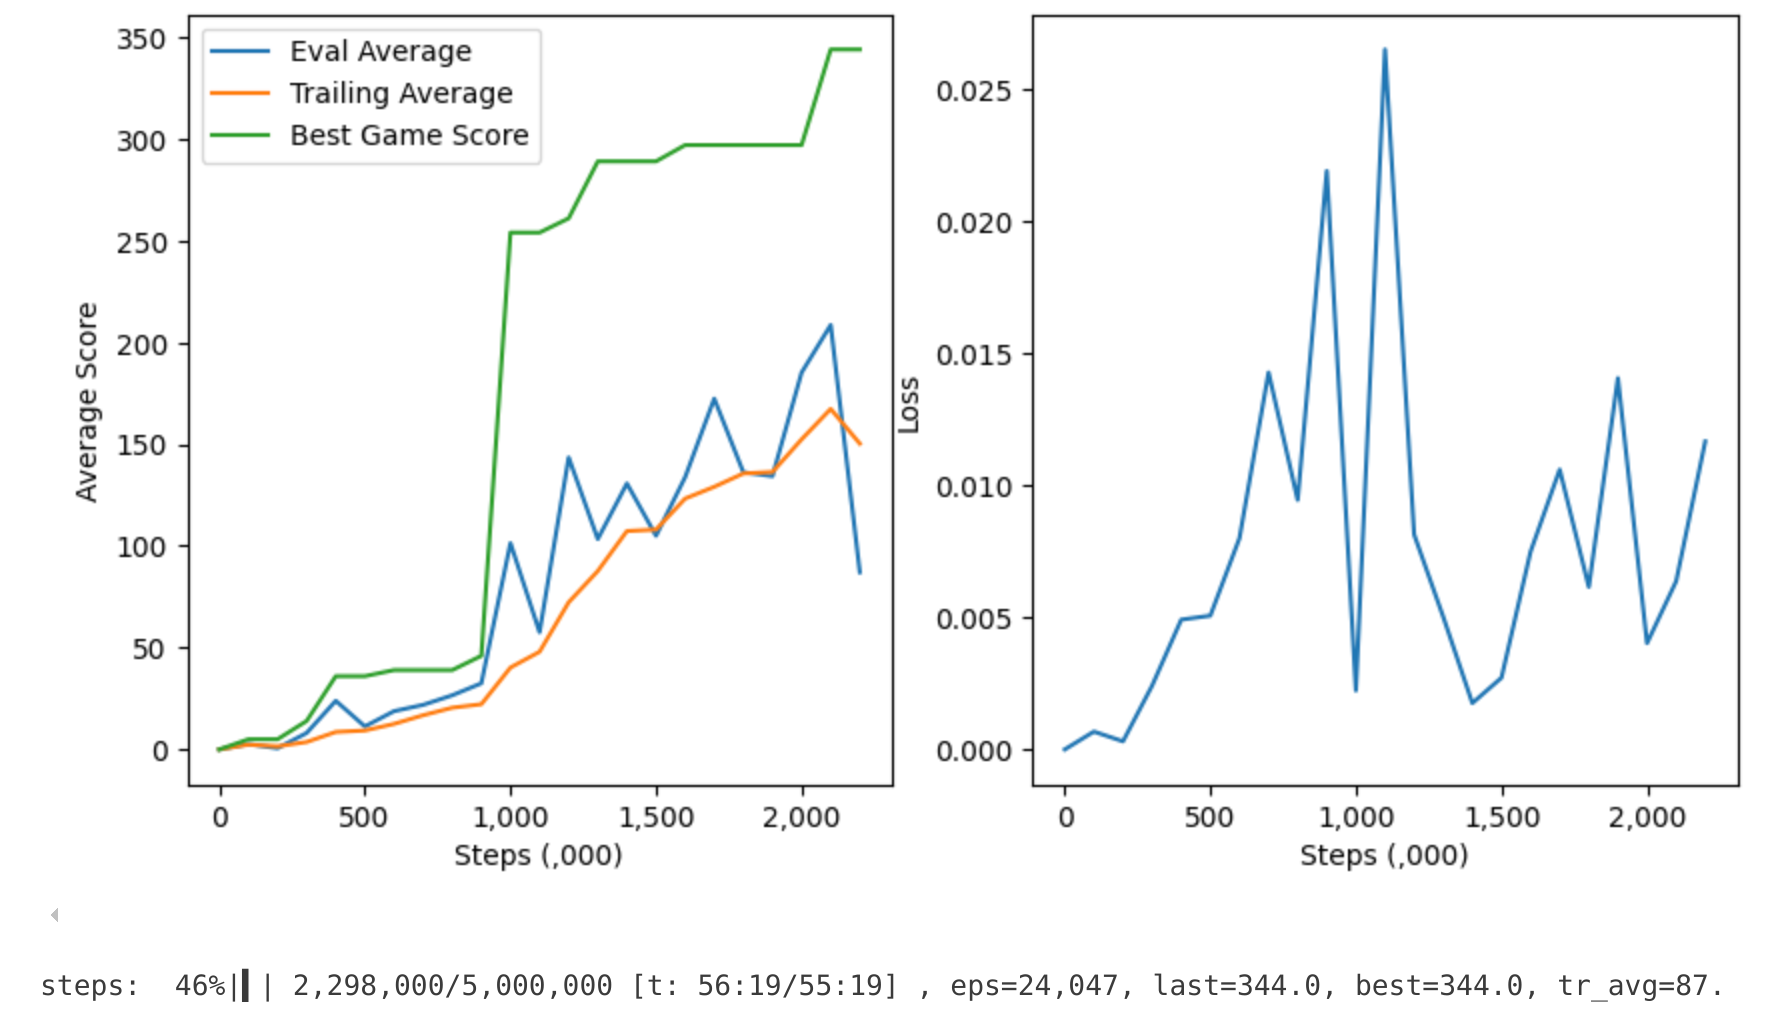 350
300
250
200
150
100
50
0
Average Score
Eval Average
Trailing Average
Best Game Score
0 500 1,000 1,500 2,000
Steps (,000)
0.025
0.020
0.015
0.010
0.005
0.000
Loss
0 500 1,000 1,500 2,000
Steps (,000)
steps: 46%|▌| 2,298,000/5,000,000 [t: 56:19/55:19] , eps=24,047, last=344.0, best=344.0, tr_avg=87.